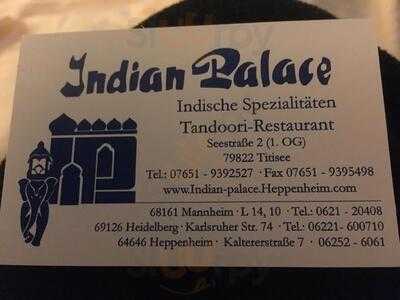 Indian Palace
Indische Spezialitäten
Tandoori-Restaurant
Seestraße 2 (1. OG)
79822 Titisee
Tel.: 07651 - 9392527 · Fax 07651 - 9395498
www.Indian-palace.Heppenheim.com
68161 Mannheim · L 14, 10 · Tel.: 0621 - 20408
69126 Heidelberg · Karlsruher Str. 74 · Tel.: 06221- 600710
64646 Heppenheim · Kaltererstraße 7 · 06252 - 6061